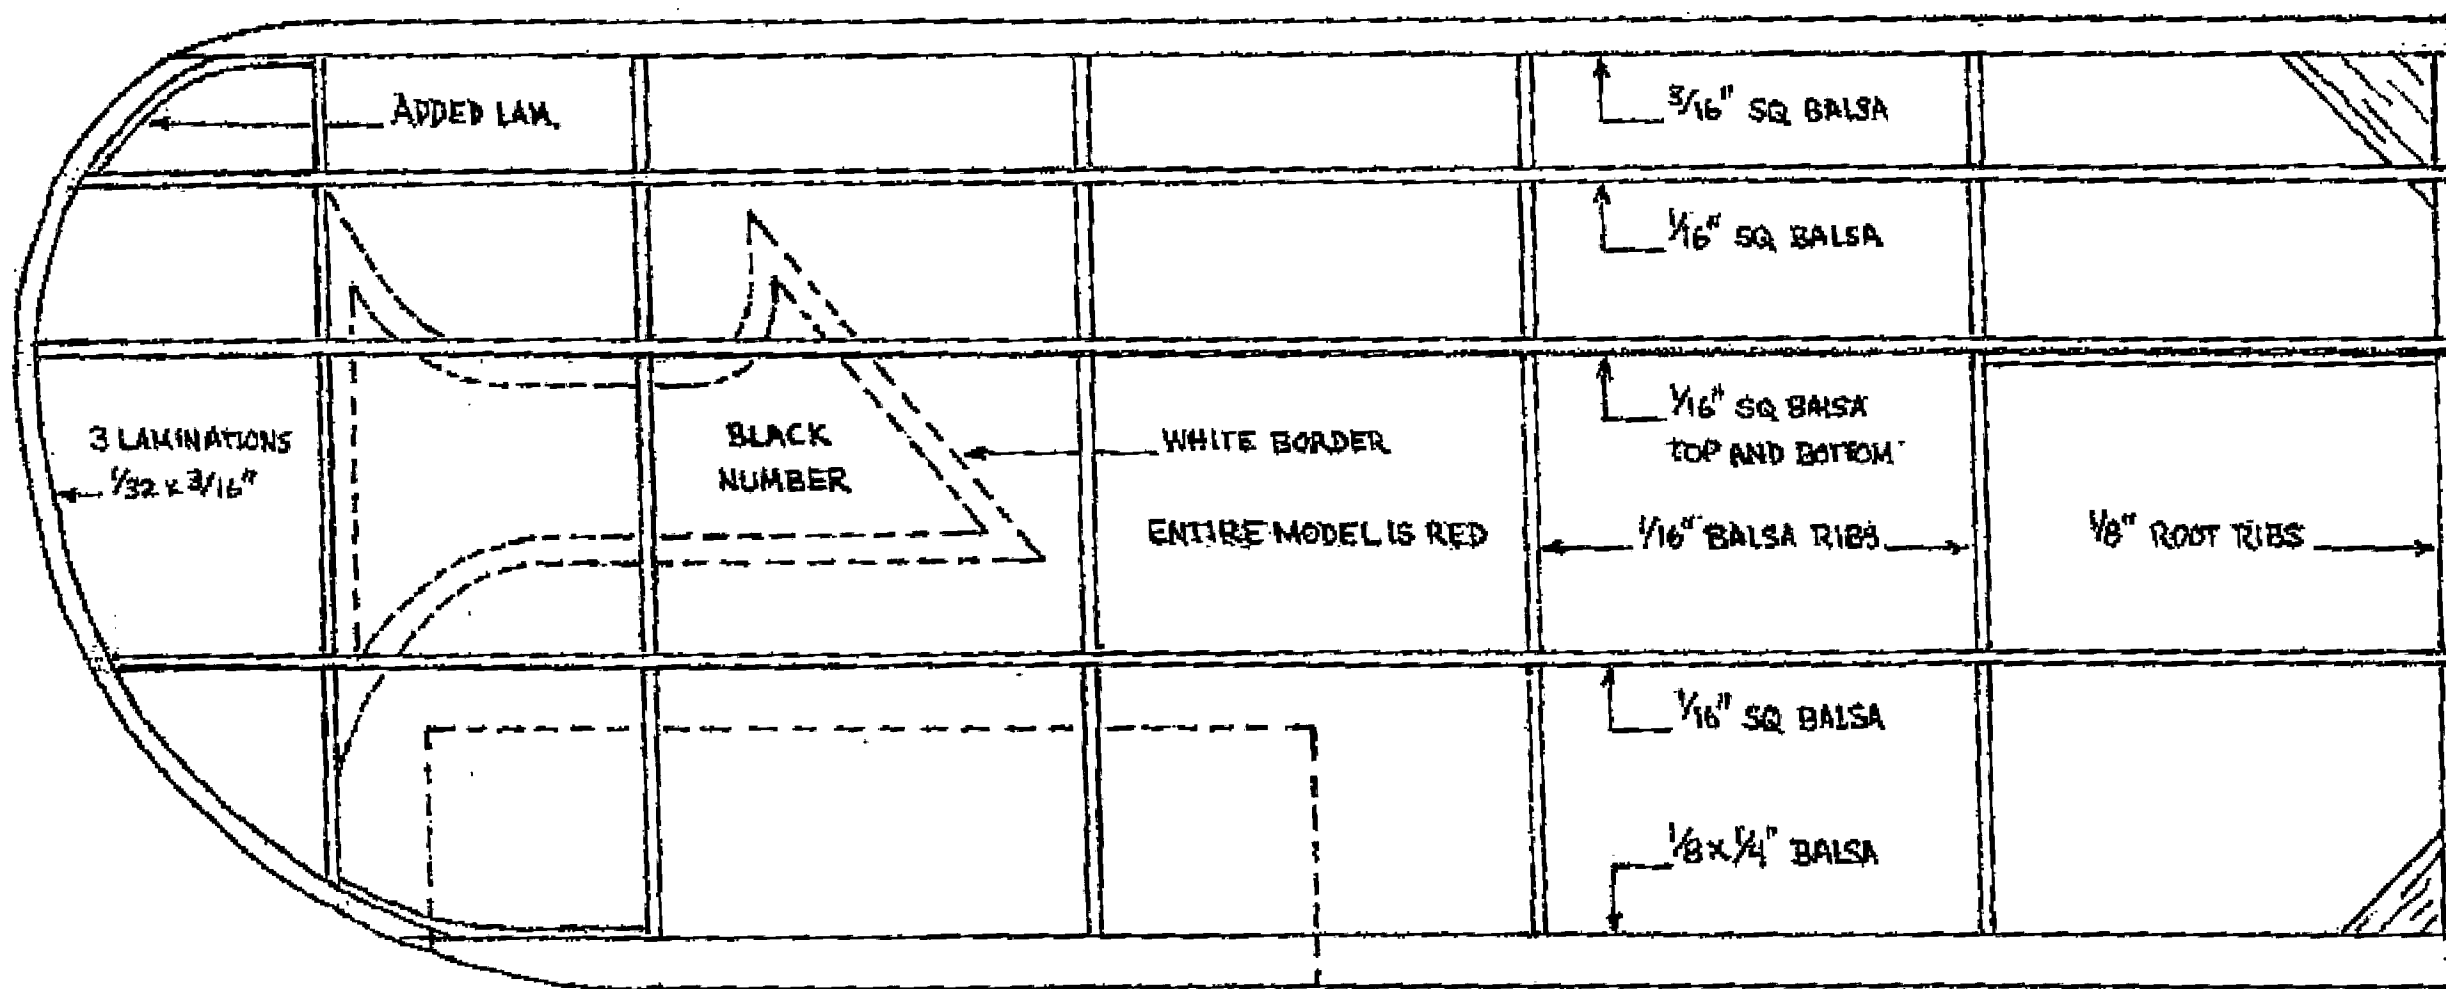 ADDED LAM.
3/16" SQ BALSA
1/16" SQ BALSA
3 LAMINATIONS
1/32 x 3/16"
BLACK
NUMBER
WHITE BORDER
ENTIRE MODEL IS RED
1/16" SQ BALSA
TOP AND BOTTOM
1/16" BALSA RIBS
1/8" ROOT RIBS
1/16" SQ BALSA
1/8 x 1/4" BALSA